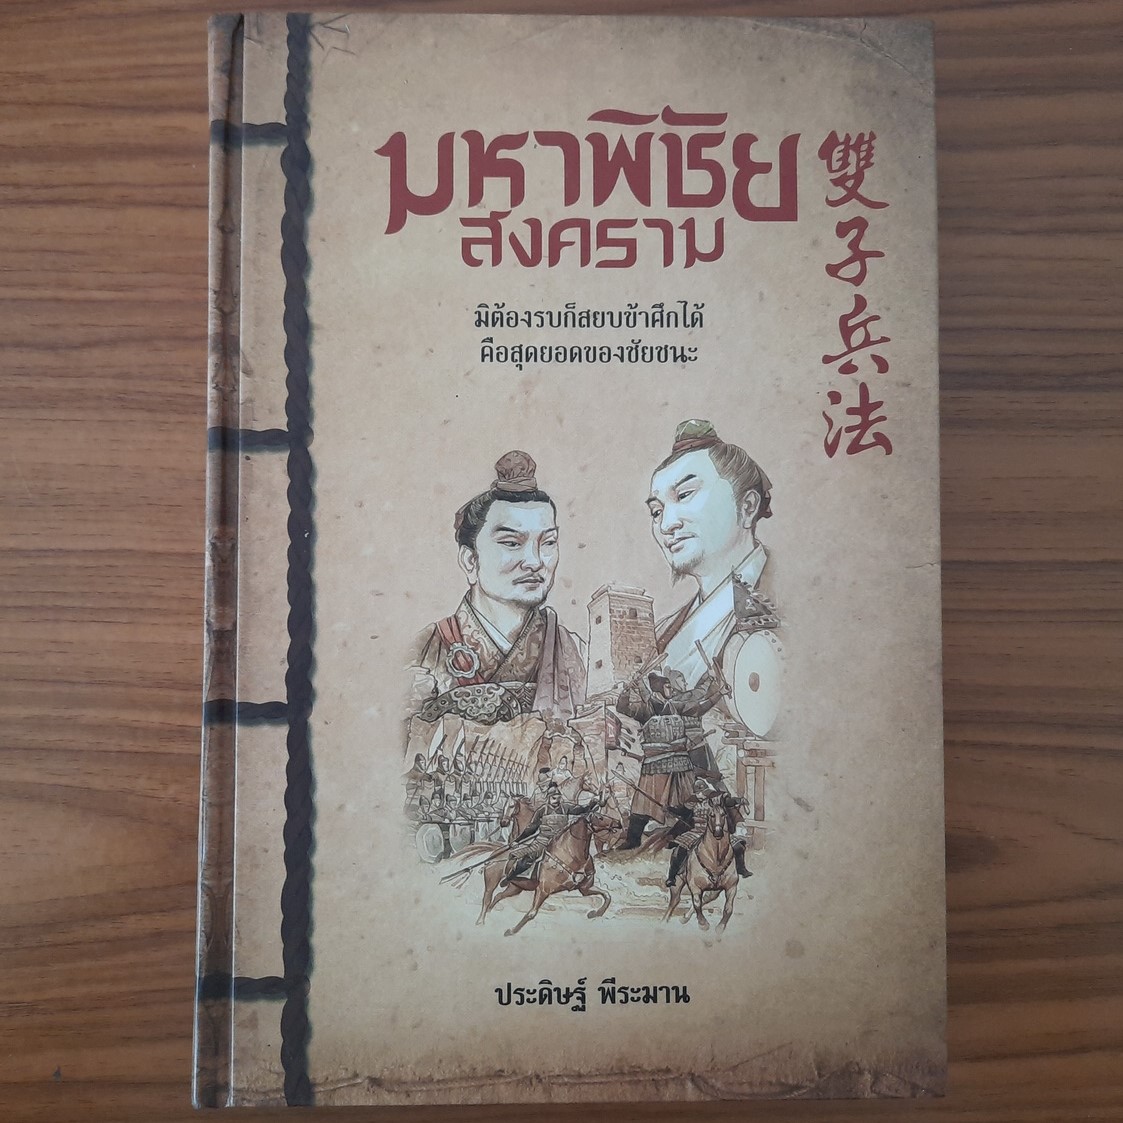 มหาพิชัย
สงคราม
雙子兵法
มิต้องรบก็สยบข้าศึกได้
คือสุดยอดของชัยชนะ
ประดิษฐ์ พีระมาน